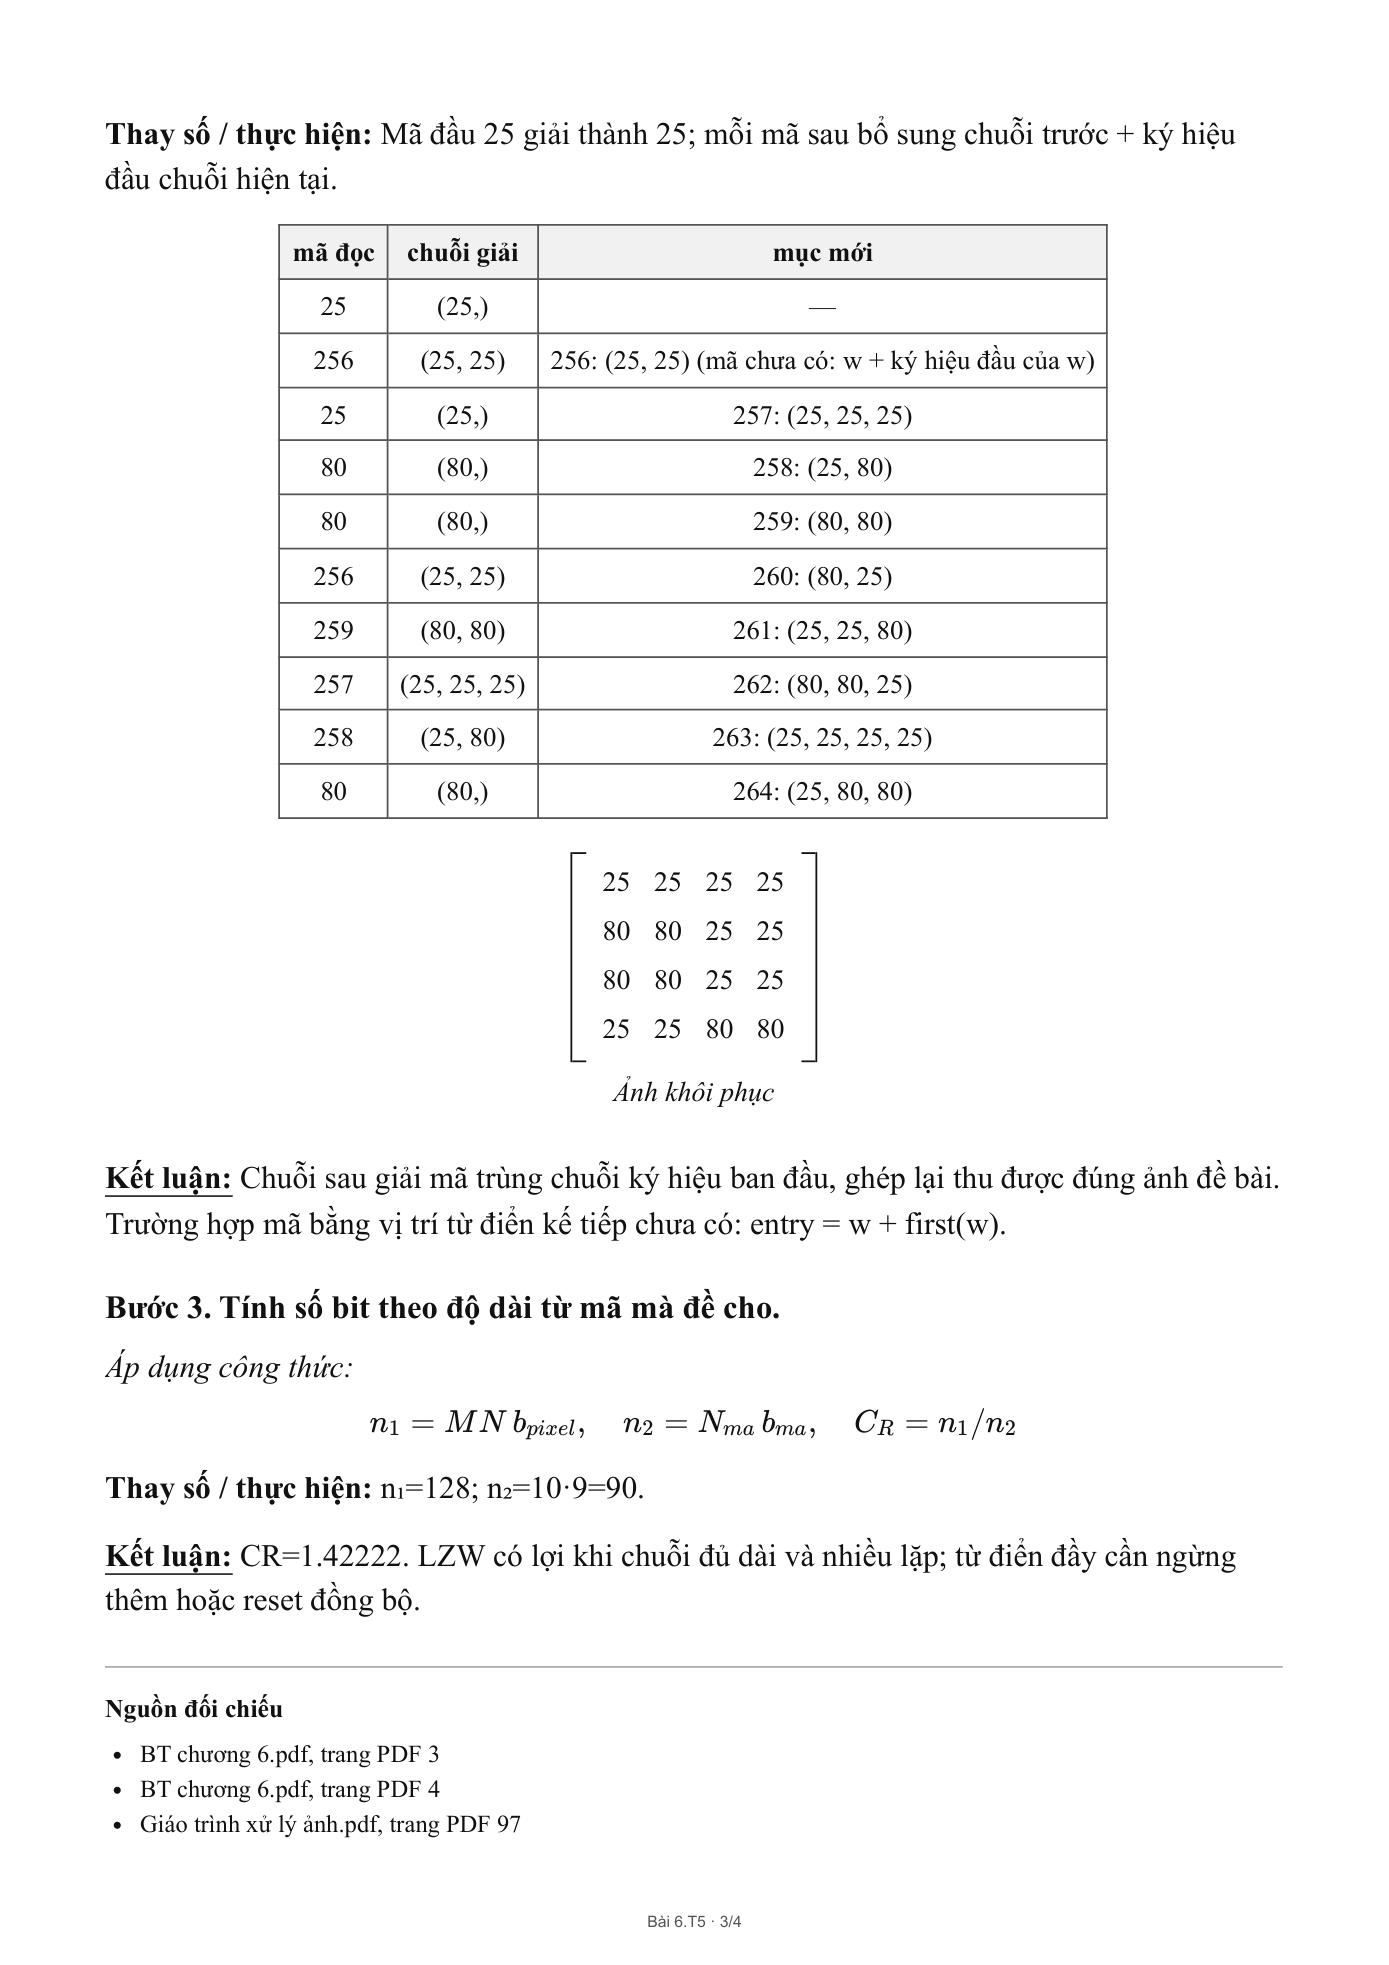 Thay số / thực hiện: Mã đầu 25 giải thành 25; mỗi mã sau bổ sung chuỗi trước + ký hiệu
đầu chuỗi hiện tại.
mã đọc chuỗi giải mục mới
25 (25,) —
256 (25, 25) 256: (25, 25) (mã chưa có: w + ký hiệu đầu của w)
25 (25,) 257: (25, 25, 25)
80 (80,) 258: (25, 80)
80 (80,) 259: (80, 80)
256 (25, 25) 260: (80, 25)
259 (80, 80) 261: (25, 25, 80)
257 (25, 25, 25) 262: (80, 80, 25)
258 (25, 80) 263: (25, 25, 25, 25)
80 (80,) 264: (25, 80, 80)
25 25 25 25
80 80 25 25
80 80 25 25
25 25 80 80
Ảnh khôi phục
Kết luận: Chuỗi sau giải mã trùng chuỗi ký hiệu ban đầu, ghép lại thu được đúng ảnh đề bài.
Trường hợp mã bằng vị trí từ điển kế tiếp chưa có: entry = w + first(w).
Bước 3. Tính số bit theo độ dài từ mã mà đề cho.
Áp dụng công thức:
n₁ = MN b_pixel, n₂ = N_ma b_ma, C_R = n₁/n₂
Thay số / thực hiện: n₁=128; n₂=10·9=90.
Kết luận: CR=1.42222. LZW có lợi khi chuỗi đủ dài và nhiều lặp; từ điển đầy cần ngừng
thêm hoặc reset đồng bộ.
Nguồn đối chiếu
• BT chương 6.pdf, trang PDF 3
• BT chương 6.pdf, trang PDF 4
• Giáo trình xử lý ảnh.pdf, trang PDF 97
Bài 6.T5 · 3/4